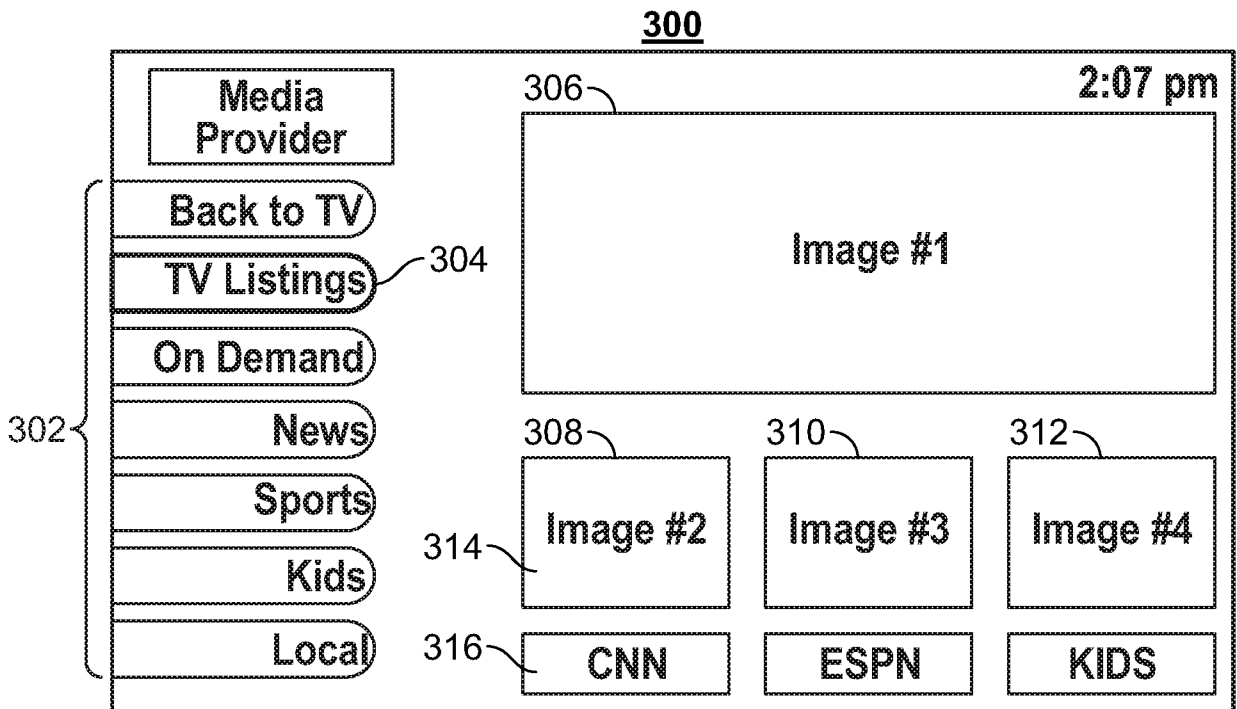 300
Media
Provider
2:07 pm
306
Image #1
Back to TV
TV Listings
304
On Demand
News
Sports
Kids
Local
302
308
310
312
Image #2
Image #3
Image #4
314
316
CNN
ESPN
KIDS